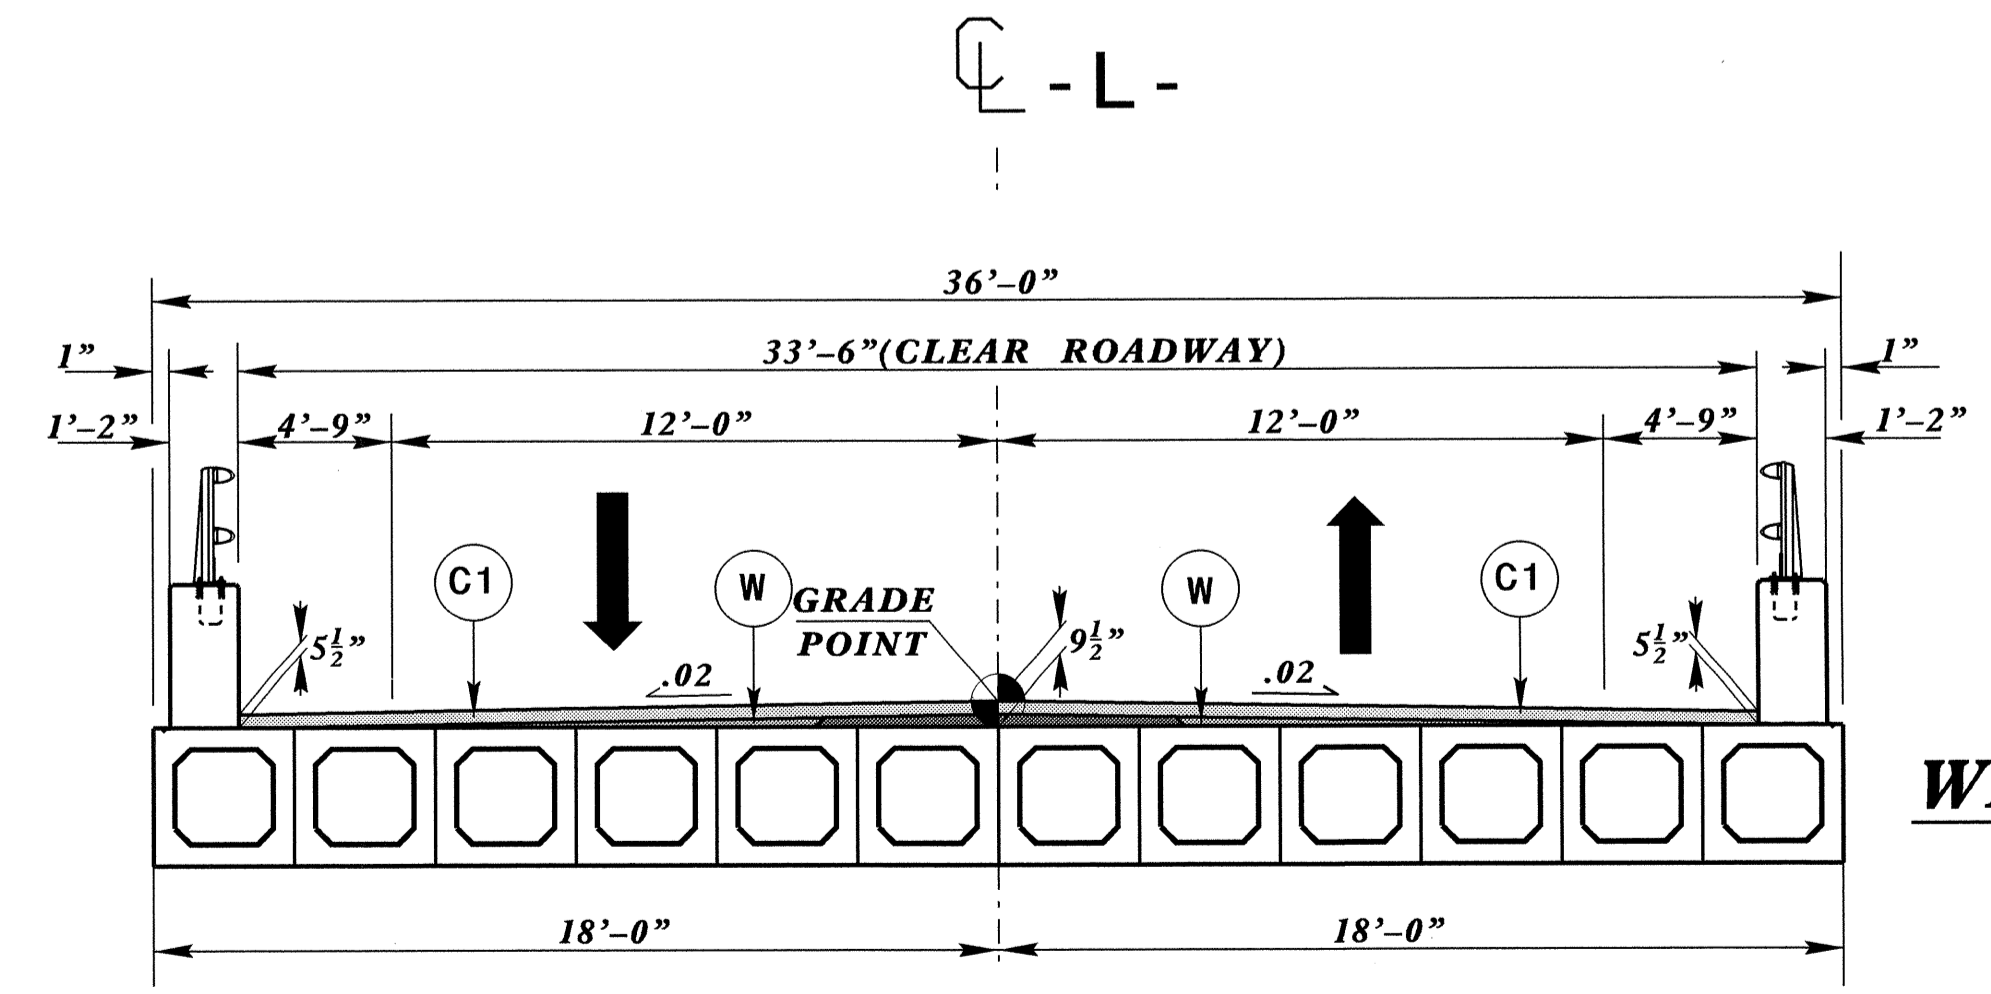 ℄ -L-
36'-0"
1" 33'-6"(CLEAR ROADWAY) 1"
1'-2" 4'-9" 12'-0" 12'-0" 4'-9" 1'-2"
C1 W W C1
GRADE
POINT
5 1/2" 9 1/2" 5 1/2"
.02 .02
18'-0" 18'-0"